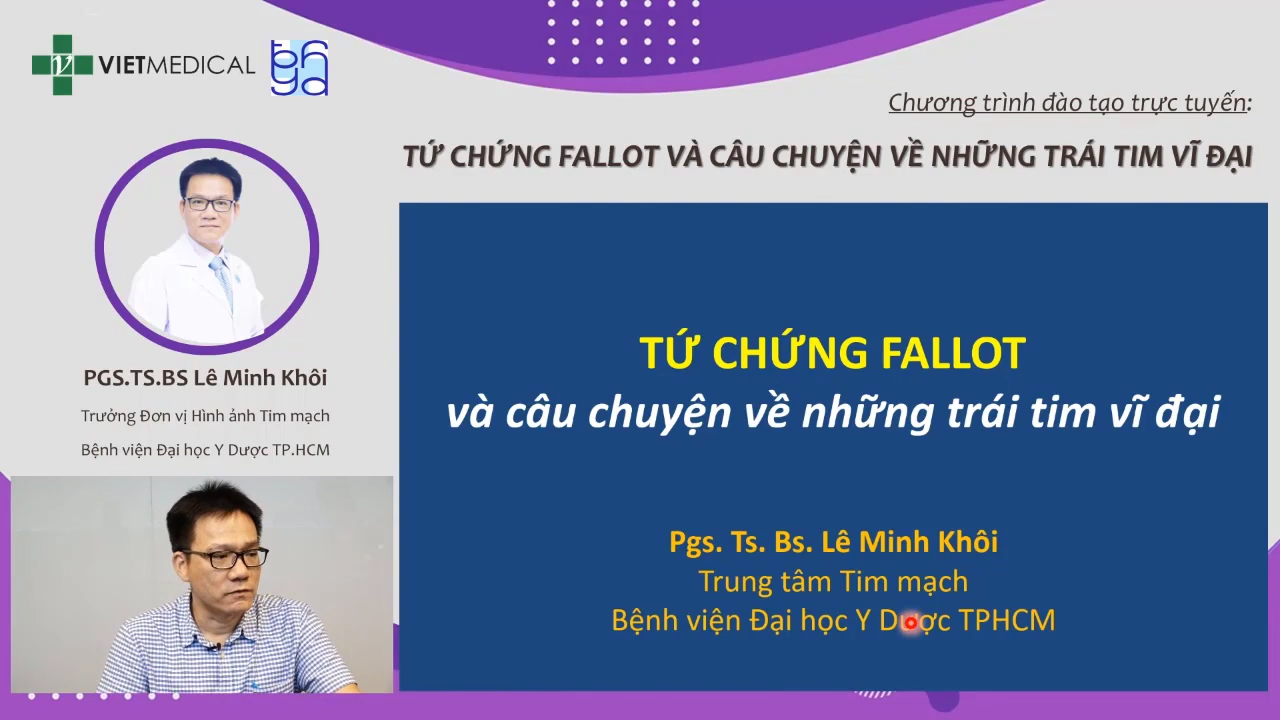 VIETMEDICAL
Chương trình đào tạo trực tuyến:
TỨ CHỨNG FALLOT VÀ CÂU CHUYỆN VỀ NHỮNG TRÁI TIM VĨ ĐẠI
PGS.TS.BS Lê Minh Khôi
Trưởng Đơn vị Hình ảnh Tim mạch
Bệnh viện Đại học Y Dược TP.HCM
TỨ CHỨNG FALLOT
và câu chuyện về những trái tim vĩ đại
Pgs. Ts. Bs. Lê Minh Khôi
Trung tâm Tim mạch
Bệnh viện Đại học Y Dược TPHCM